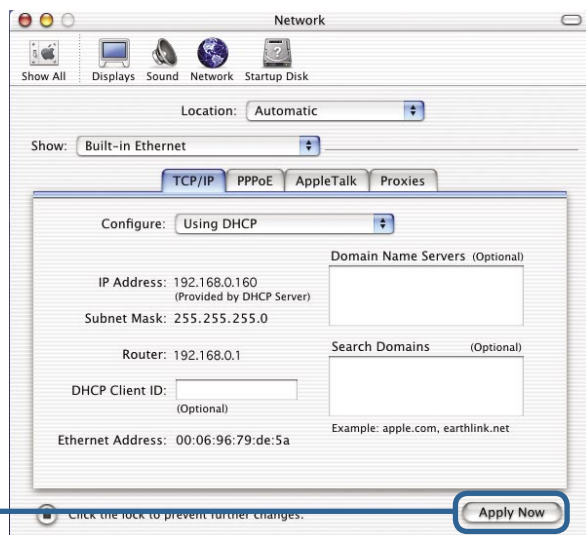 Network
Show All Displays Sound Network Startup Disk
Location: Automatic
Show: Built-in Ethernet
TCP/IP PPPoE AppleTalk Proxies
Configure: Using DHCP
Domain Name Servers (Optional)
IP Address: 192.168.0.160
(Provided by DHCP Server)
Subnet Mask: 255.255.255.0
Search Domains (Optional)
Router: 192.168.0.1
DHCP Client ID:
(Optional)
Example: apple.com, earthlink.net
Ethernet Address: 00:06:96:79:de:5a
Click the lock to prevent further changes.
Apply Now